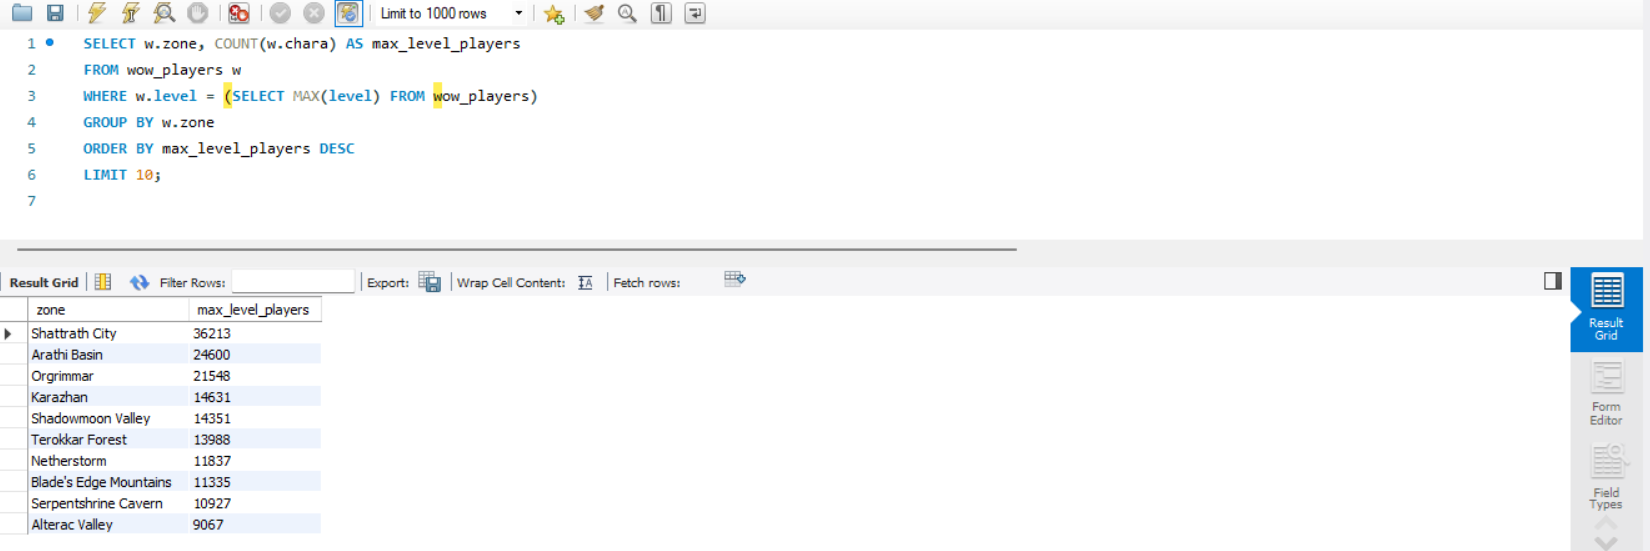 Limit to 1000 rows
1 SELECT w.zone, COUNT(w.chara) AS max_level_players
2 FROM wow_players w
3 WHERE w.level = (SELECT MAX(level) FROM wow_players)
4 GROUP BY w.zone
5 ORDER BY max_level_players DESC
6 LIMIT 10;
7
Result Grid Filter Rows: Export: Wrap Cell Content: Fetch rows:
zone max_level_players
Shattrath City 36213
Arathi Basin 24600
Orgrimmar 21548
Karazhan 14631
Shadowmoon Valley 14351
Terokkar Forest 13988
Netherstorm 11837
Blade's Edge Mountains 11335
Serpentshrine Cavern 10927
Alterac Valley 9067
Result
Grid
Form
Editor
Field
Types